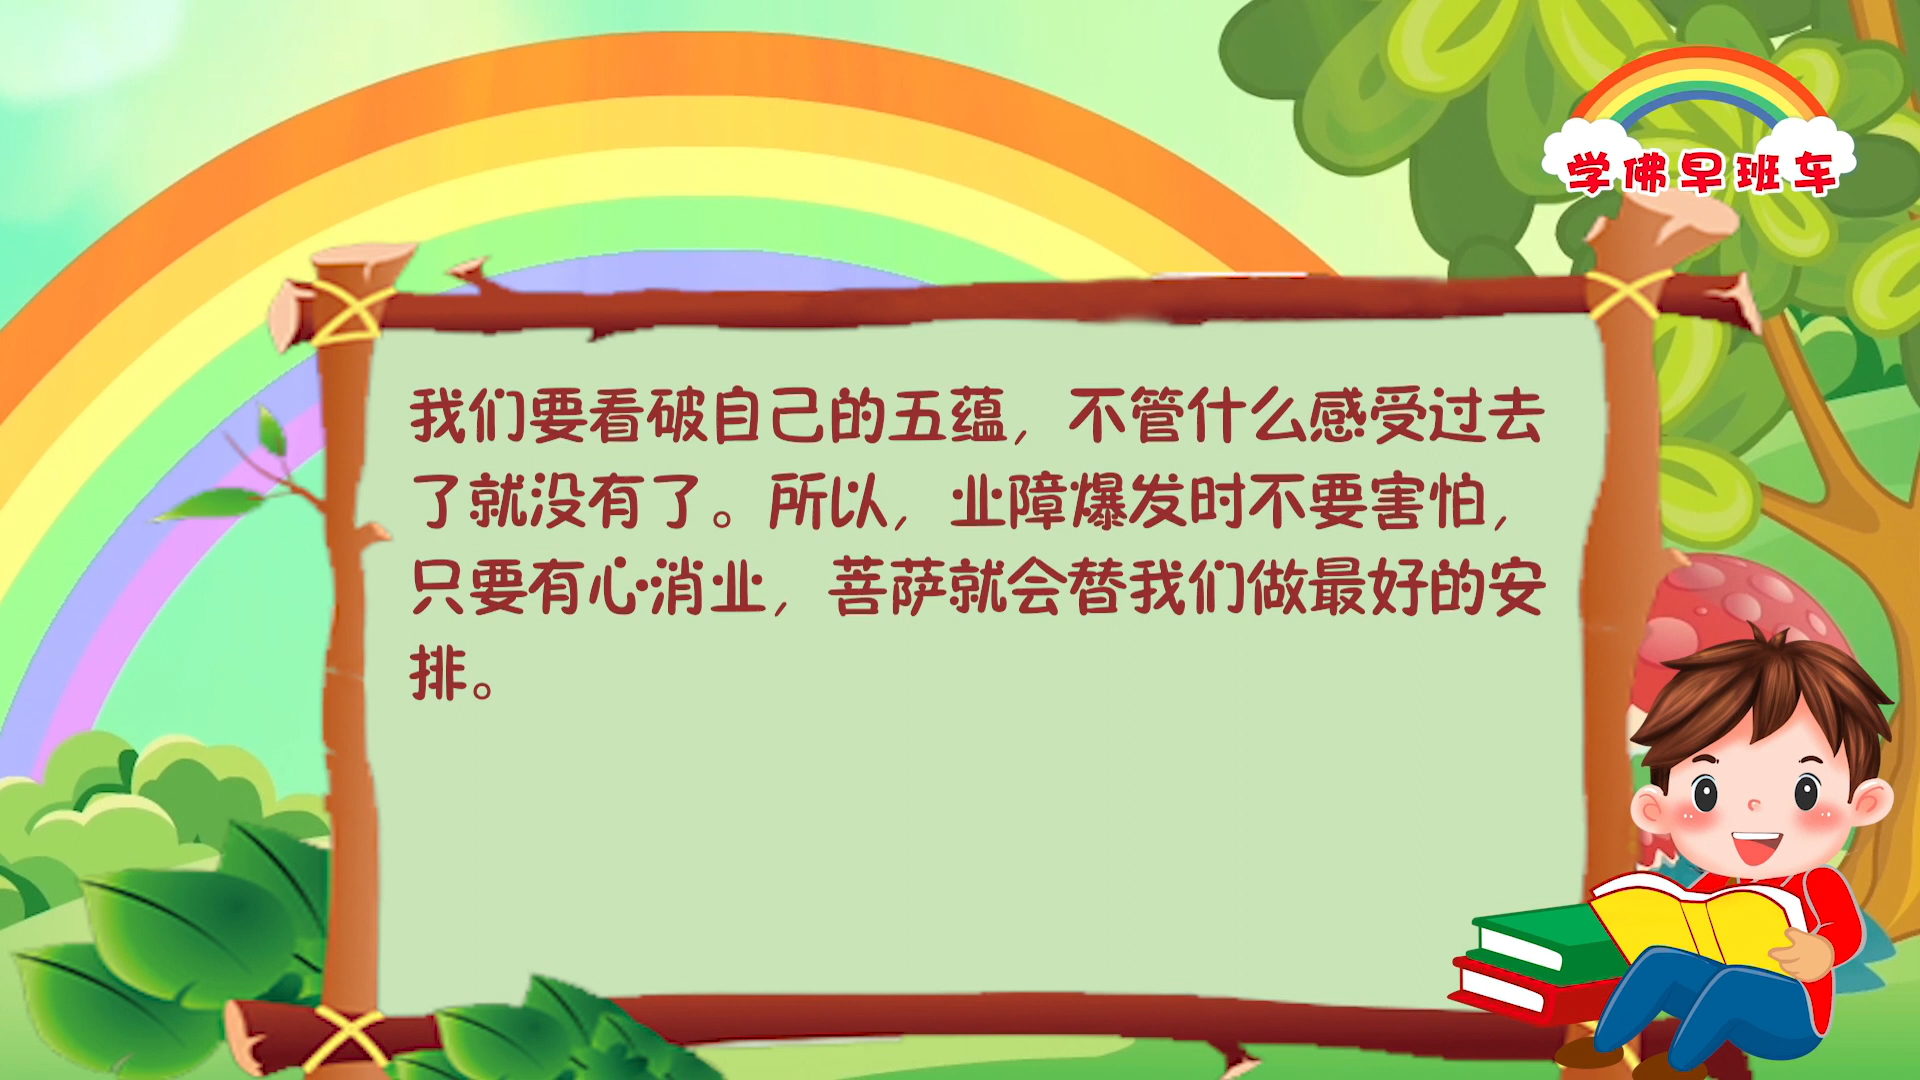 学佛早班车
我们要看破自己的五蕴，不管什么感受过去
了就没有了。所以，业障爆发时不要害怕，
只要有心消业，菩萨就会替我们做最好的安
排。